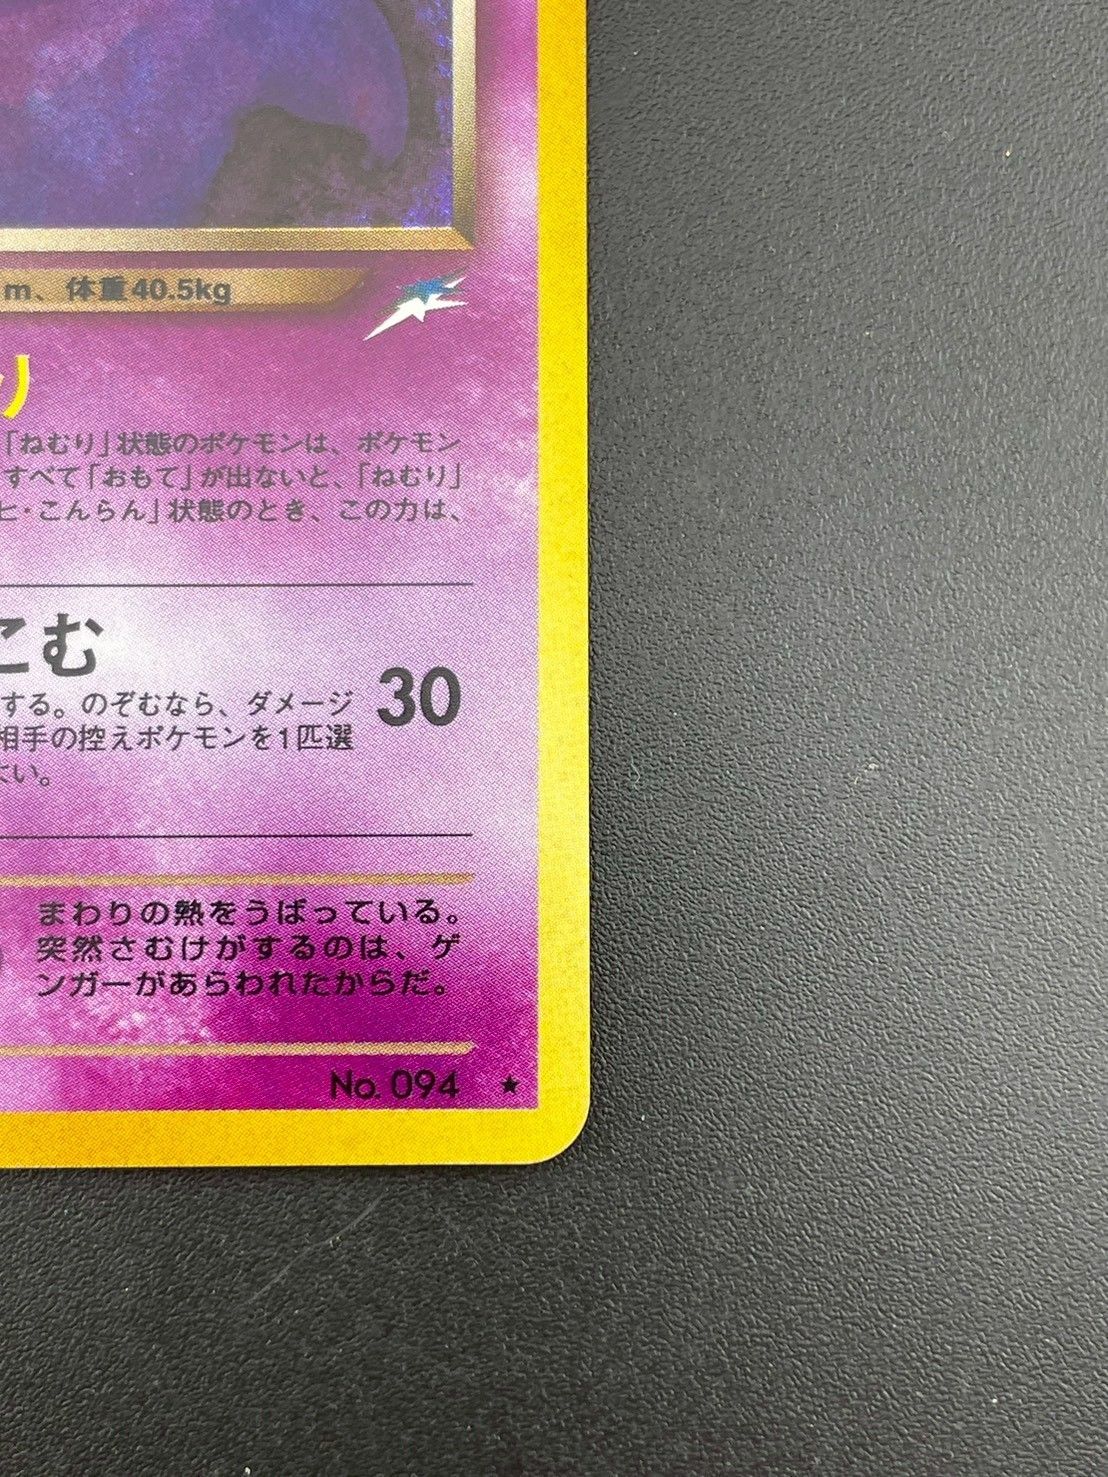 m、体重40.5kg
り
「ねむり」状態のポケモンは、ポケモン
すべて「おもて」が出ないと、「ねむり」
ヒ・こんらん」状態のとき、この力は、
こむ
30
する。のぞむなら、ダメージ
相手の控えポケモンを1匹選
よい。
まわりの熱をうばっている。
突然さむけがするのは、ゲ
ンガーがあらわれたからだ。
No. 094 ★